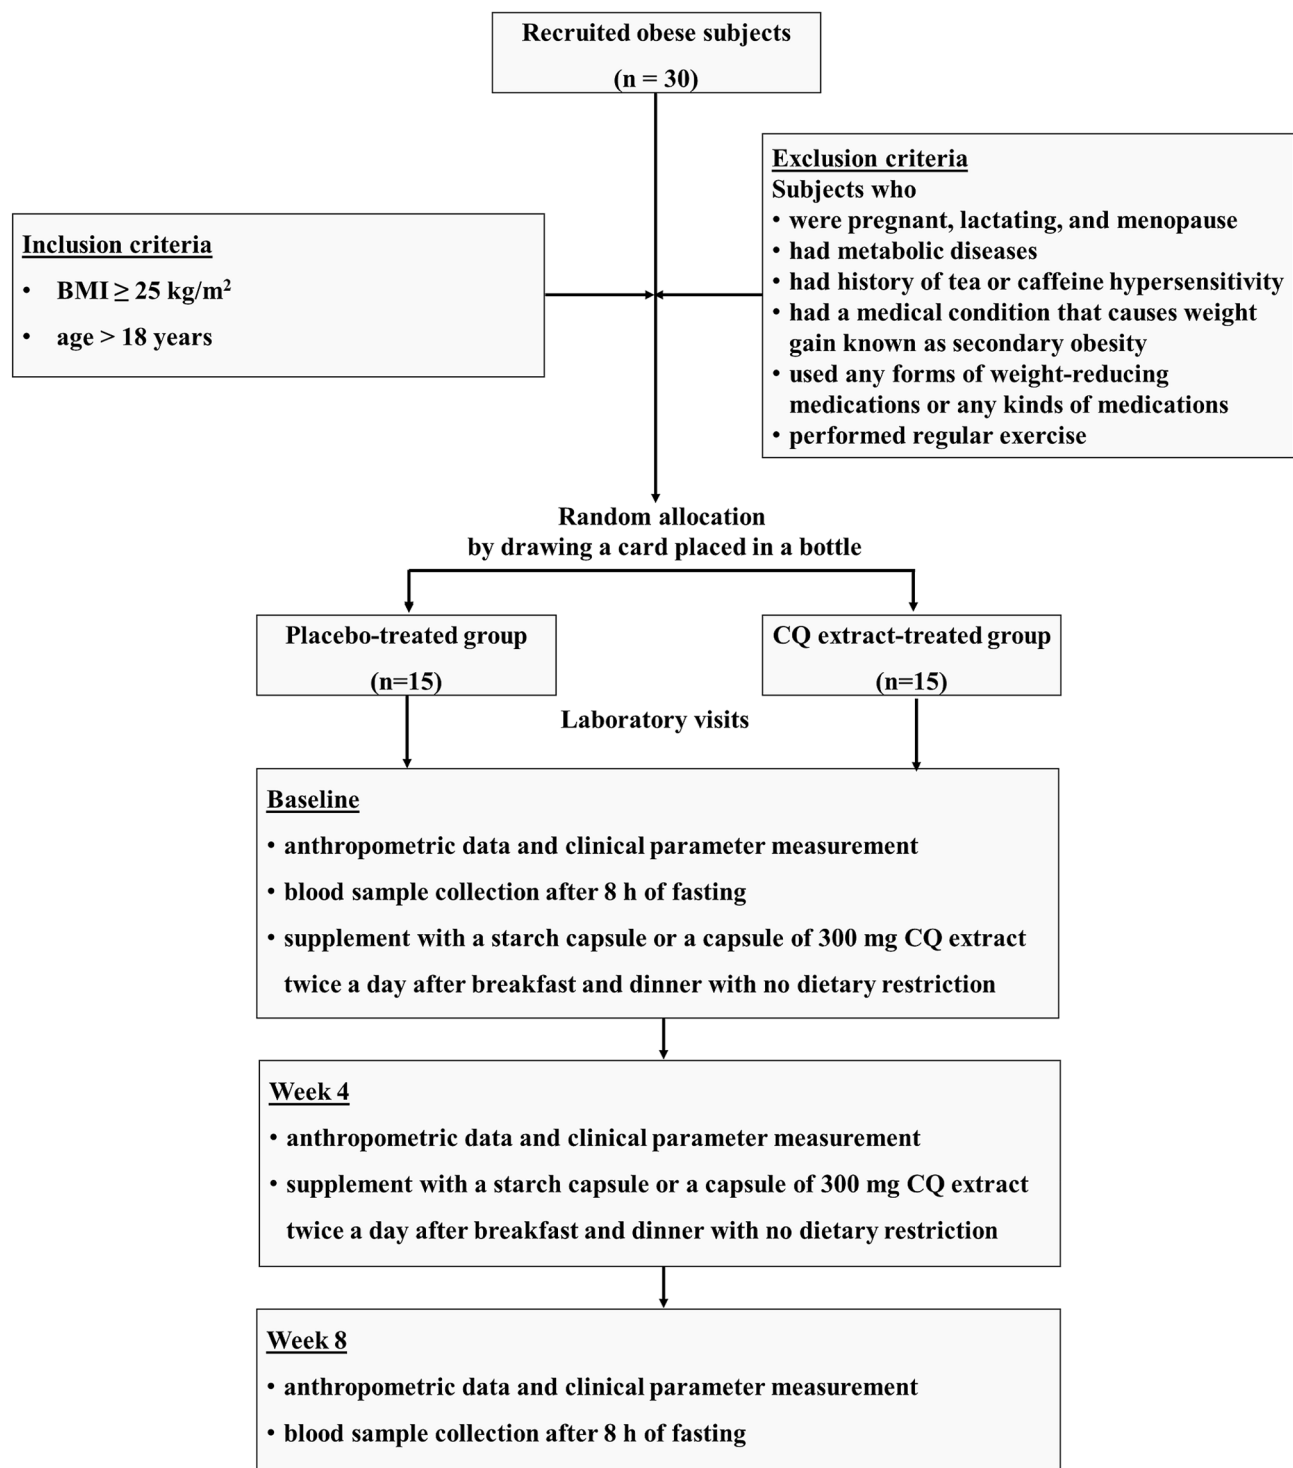 Recruited obese subjects
(n = 30)
Exclusion criteria
Subjects who
• were pregnant, lactating, and menopause
• had metabolic diseases
• had history of tea or caffeine hypersensitivity
• had a medical condition that causes weight
gain known as secondary obesity
• used any forms of weight-reducing
medications or any kinds of medications
• performed regular exercise
Inclusion criteria
• BMI ≥ 25 kg/m²
• age > 18 years
Random allocation
by drawing a card placed in a bottle
Placebo-treated group
(n=15)
CQ extract-treated group
(n=15)
Laboratory visits
Baseline
• anthropometric data and clinical parameter measurement
• blood sample collection after 8 h of fasting
• supplement with a starch capsule or a capsule of 300 mg CQ extract
twice a day after breakfast and dinner with no dietary restriction
Week 4
• anthropometric data and clinical parameter measurement
• supplement with a starch capsule or a capsule of 300 mg CQ extract
twice a day after breakfast and dinner with no dietary restriction
Week 8
• anthropometric data and clinical parameter measurement
• blood sample collection after 8 h of fasting